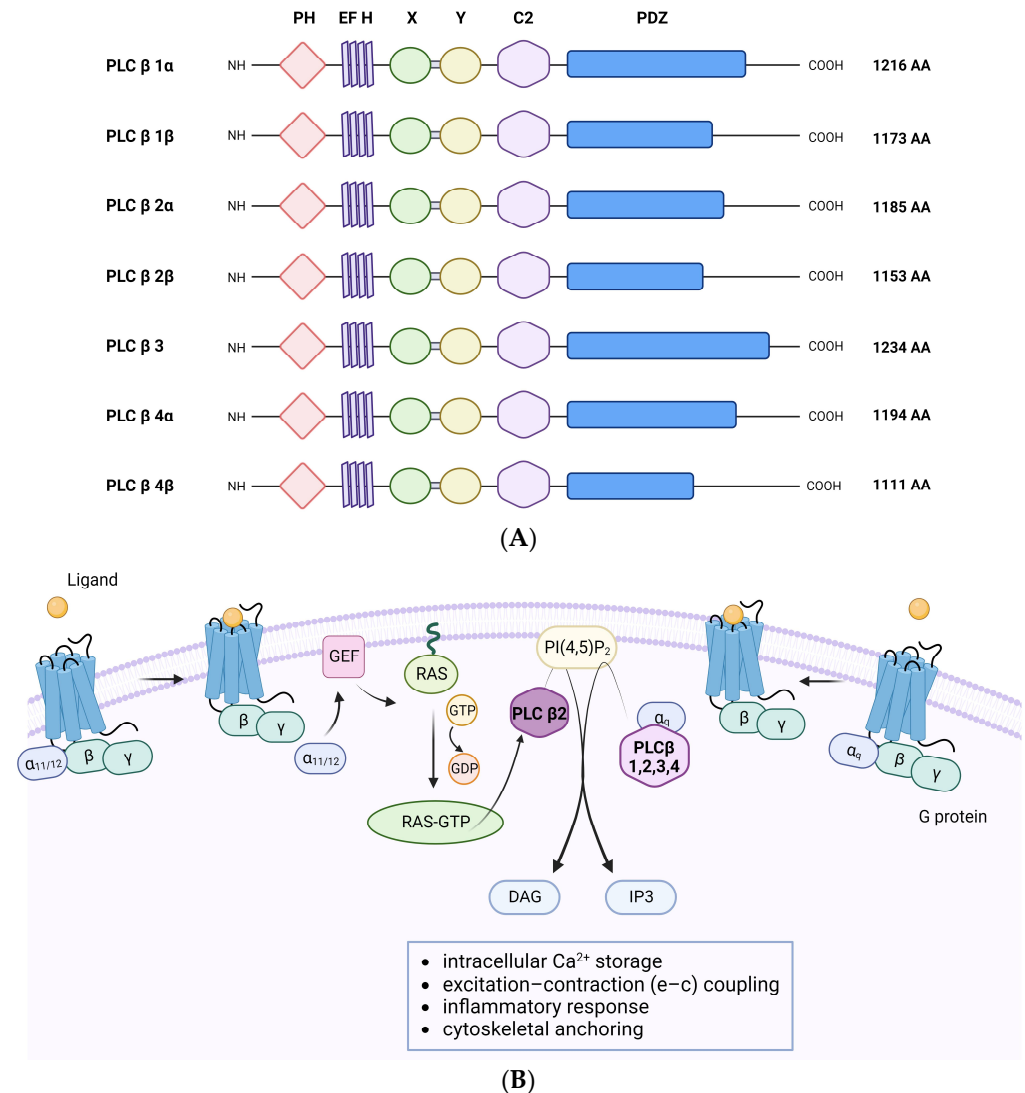 PH EF H X Y C2 PDZ
PLC β 1α NH COOH 1216 AA
PLC β 1β NH COOH 1173 AA
PLC β 2α NH COOH 1185 AA
PLC β 2β NH COOH 1153 AA
PLC β 3 NH COOH 1234 AA
PLC β 4α NH COOH 1194 AA
PLC β 4β NH COOH 1111 AA
(A)
Ligand
GEF
RAS
PI(4,5)P₂
GTP
PLC β2
αq
β γ
β γ
α11/12 β γ
α11/12
GDP
PLCβ
1,2,3,4
αq β γ
RAS-GTP
G protein
DAG
IP3
• intracellular Ca²⁺ storage
• excitation–contraction (e–c) coupling
• inflammatory response
• cytoskeletal anchoring
(B)